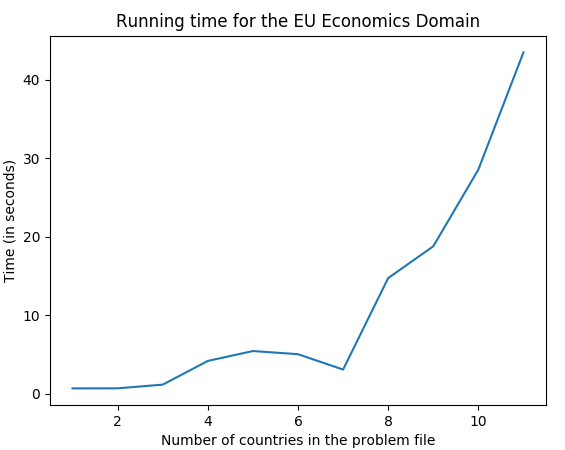 Running time for the EU Economics Domain
Time (in seconds)
40
30
20
10
0
2 4 6 8 10
Number of countries in the problem file